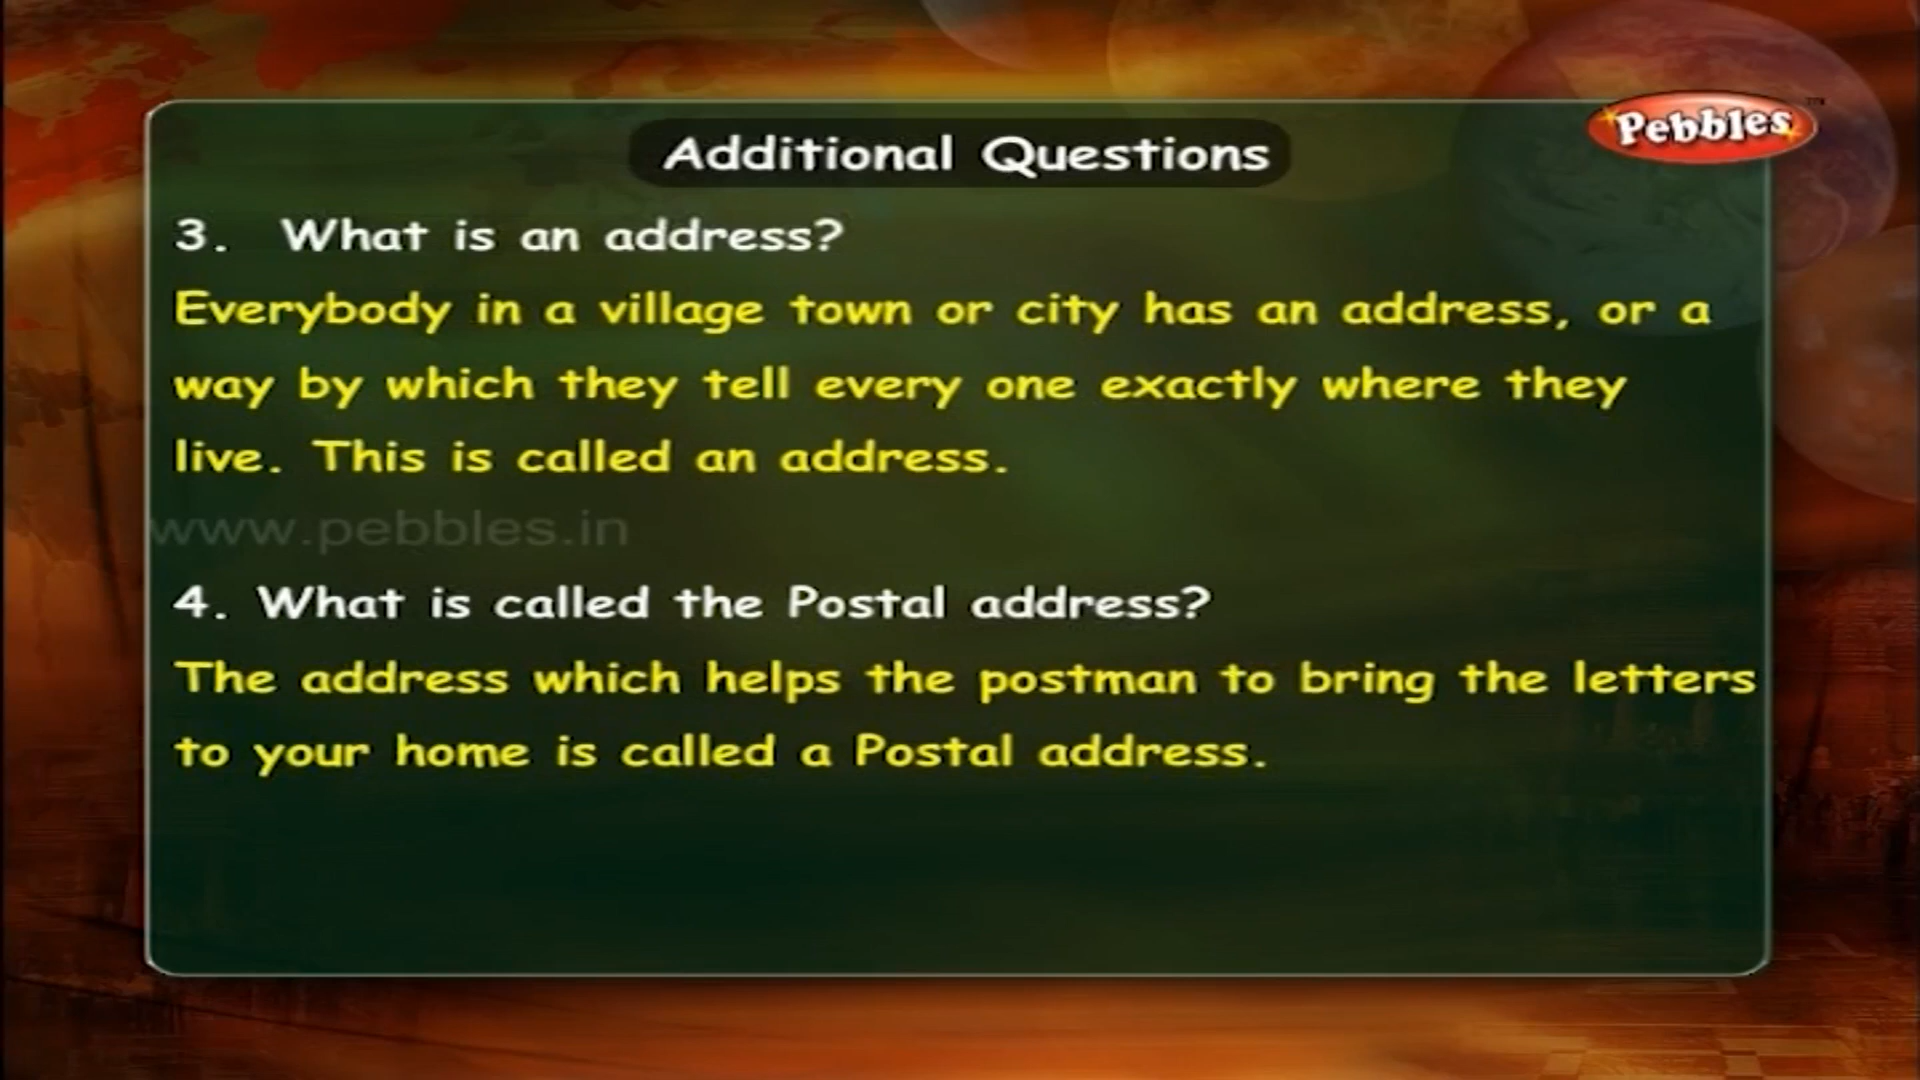 Additional Questions
Pebbles™
3. What is an address?
Everybody in a village town or city has an address, or a
way by which they tell every one exactly where they
live. This is called an address.
www.pebbles.in
4. What is called the Postal address?
The address which helps the postman to bring the letters
to your home is called a Postal address.